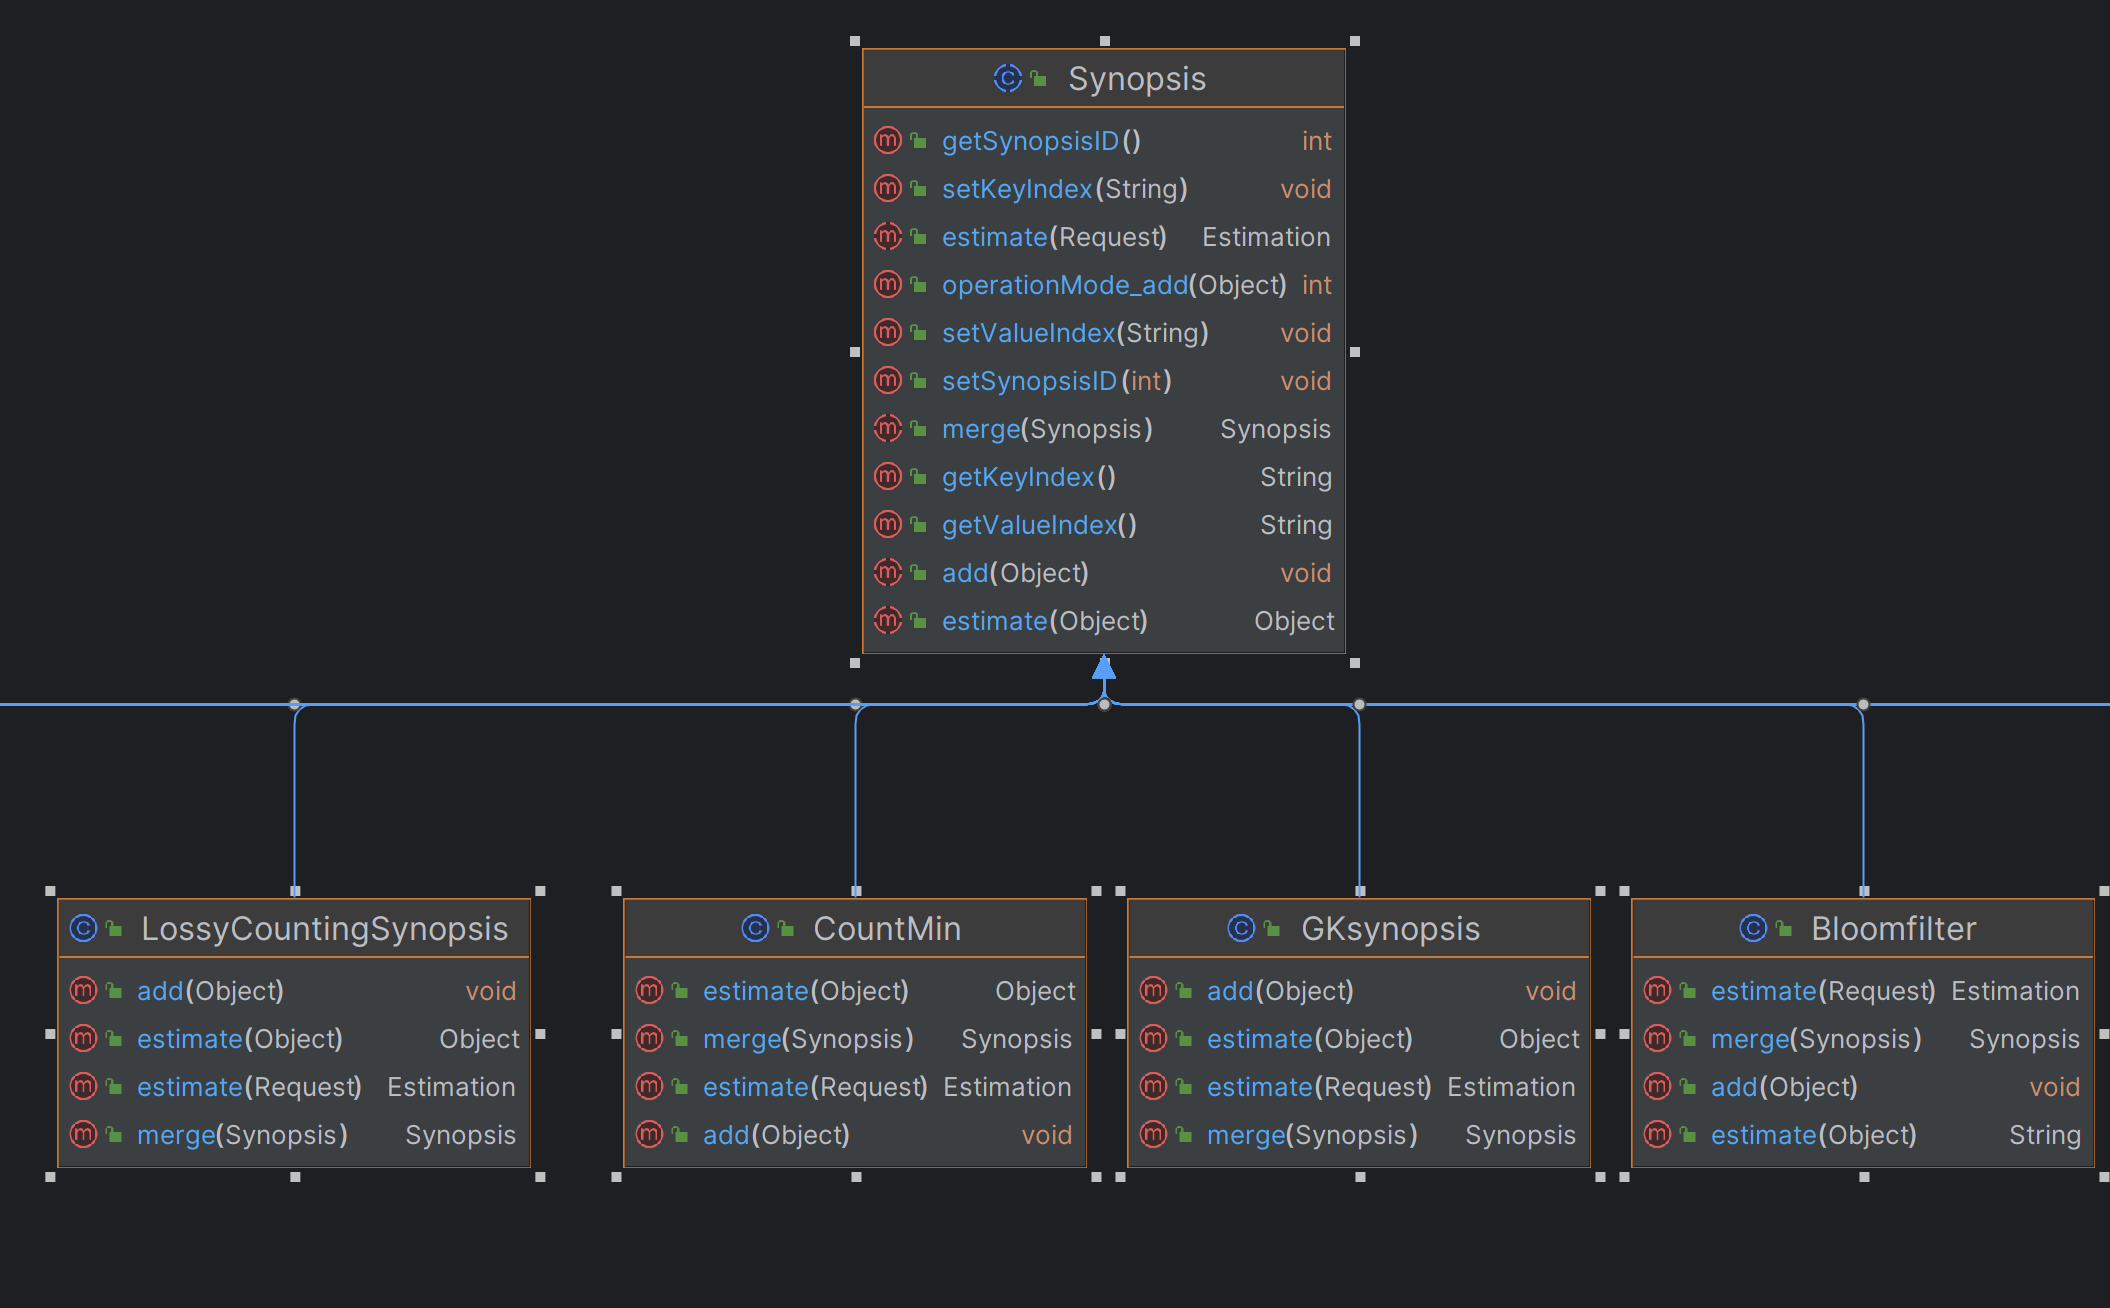 Synopsis
getSynopsisID() int
setKeyIndex(String) void
estimate(Request) Estimation
operationMode_add(Object) int
setValueIndex(String) void
setSynopsisID(int) void
merge(Synopsis) Synopsis
getKeyIndex() String
getValueIndex() String
add(Object) void
estimate(Object) Object
LossyCountingSynopsis
add(Object) void
estimate(Object) Object
estimate(Request) Estimation
merge(Synopsis) Synopsis
CountMin
estimate(Object) Object
merge(Synopsis) Synopsis
estimate(Request) Estimation
add(Object) void
GKsynopsis
add(Object) void
estimate(Object) Object
estimate(Request) Estimation
merge(Synopsis) Synopsis
Bloomfilter
estimate(Request) Estimation
merge(Synopsis) Synopsis
add(Object) void
estimate(Object) String